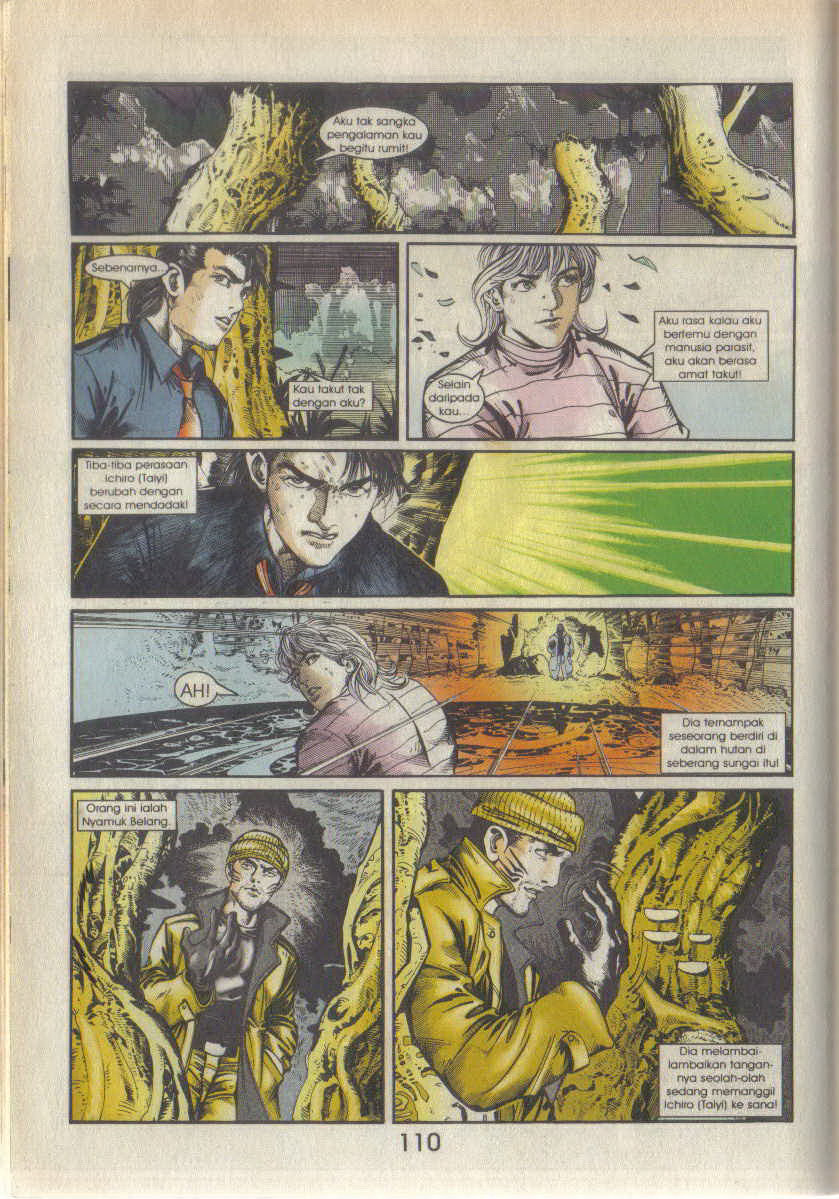 Aku tak sangka
pengalaman kau
begitu rumit!
Sebenarnya...
Kau takut tak
dengan aku?
Selain
daripada
kau...
Aku rasa kalau aku
bertemu dengan
manusia parasit,
aku akan berasa
amat takut!
Tiba-tiba perasaan
Ichiro (Taiyi)
berubah dengan
secara mendadak!
AH!
Dia ternampak
seseorang berdiri di
dalam hutan di
seberang sungai itu!
Orang ini ialah
Nyamuk Belang.
Dia melambai-
lambaikan tangan-
nya seolah-olah
sedang memanggil
Ichiro (Taiyi) ke sana!
110